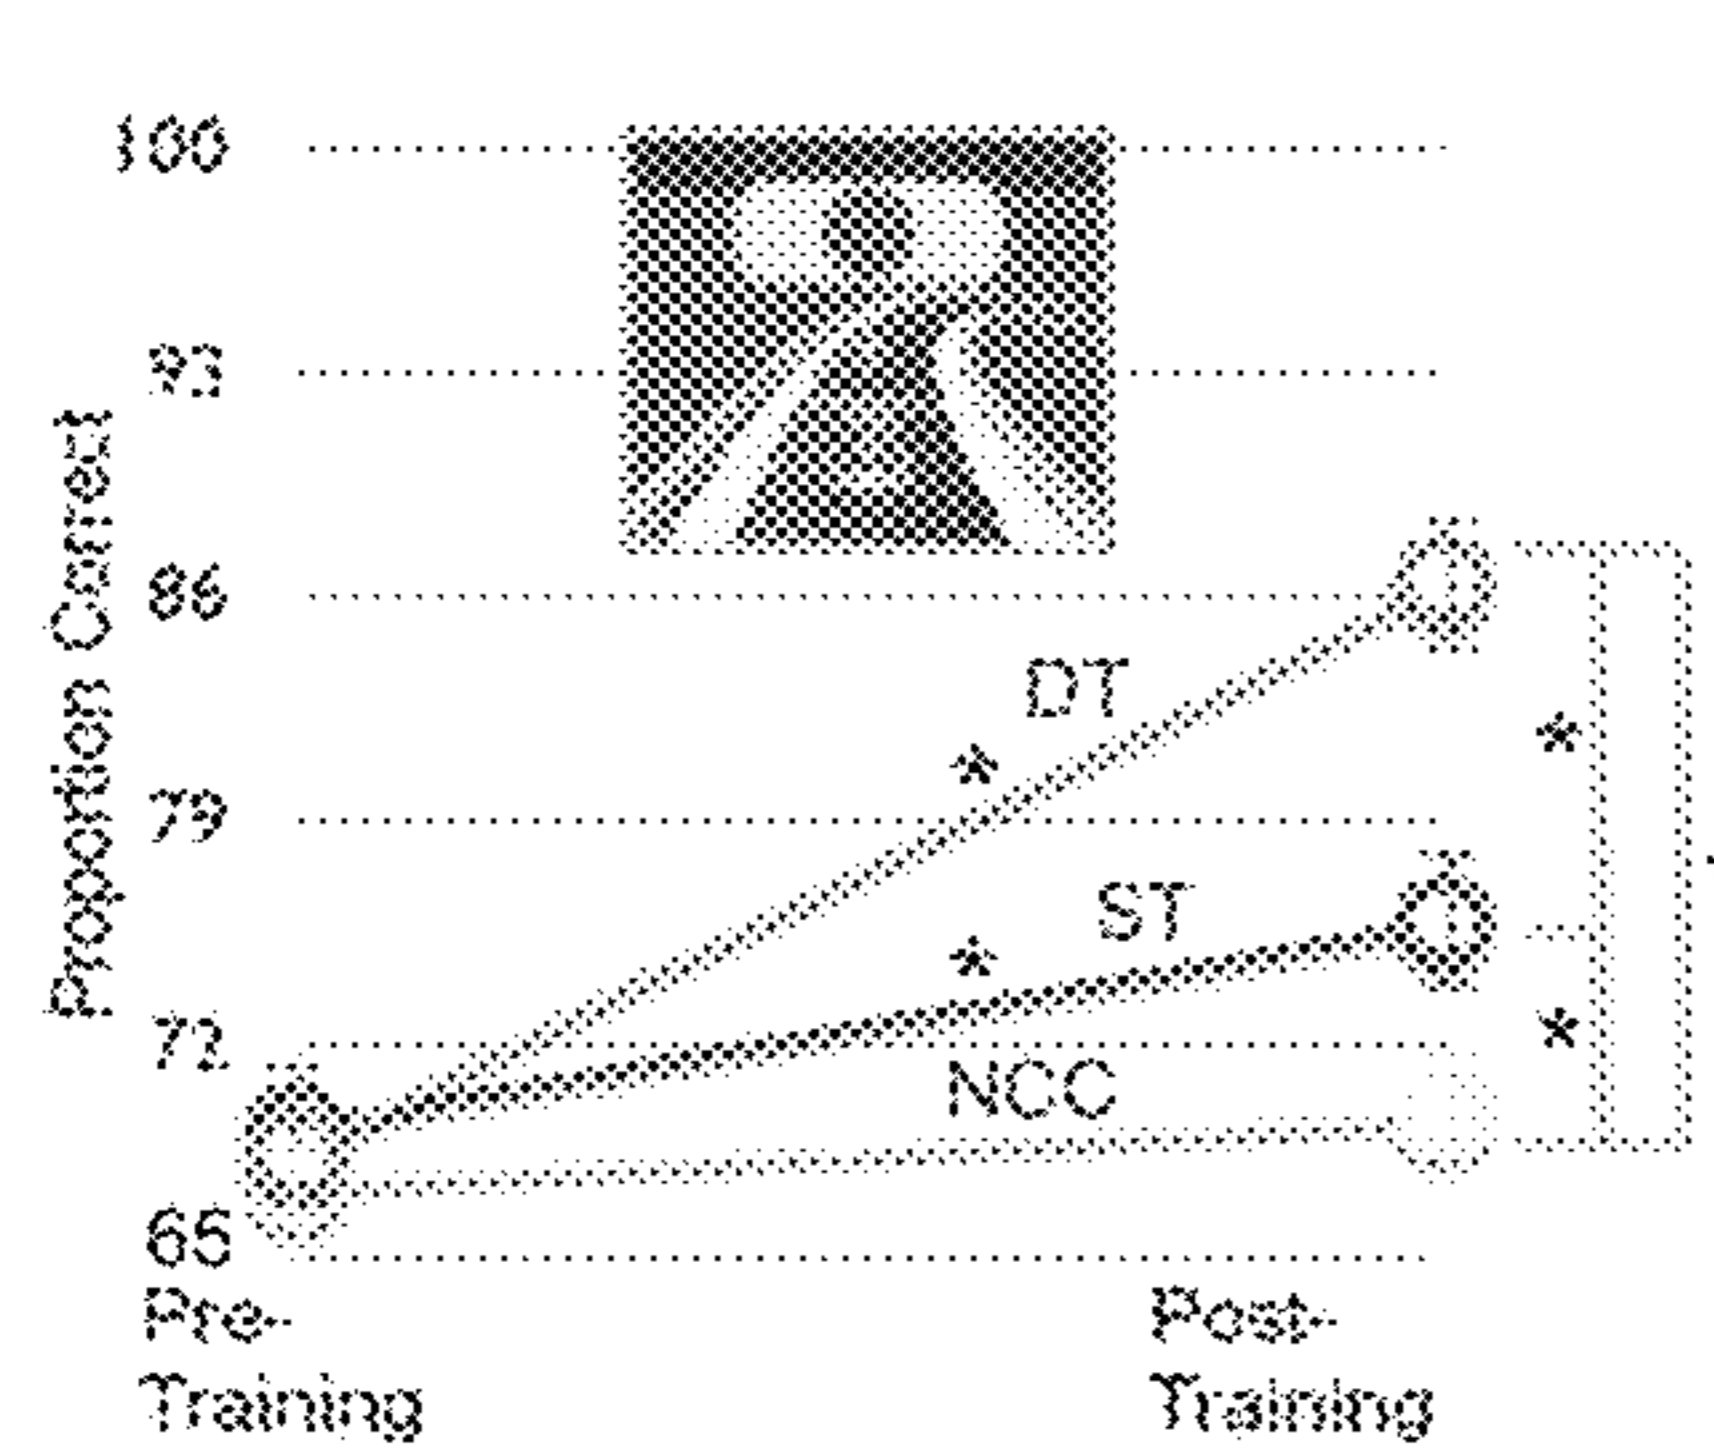 100
93
Proportion Correct
86
DT
*
*
79
ST
*
72
*
NCC
65
Pre-
Training
Post-
Training